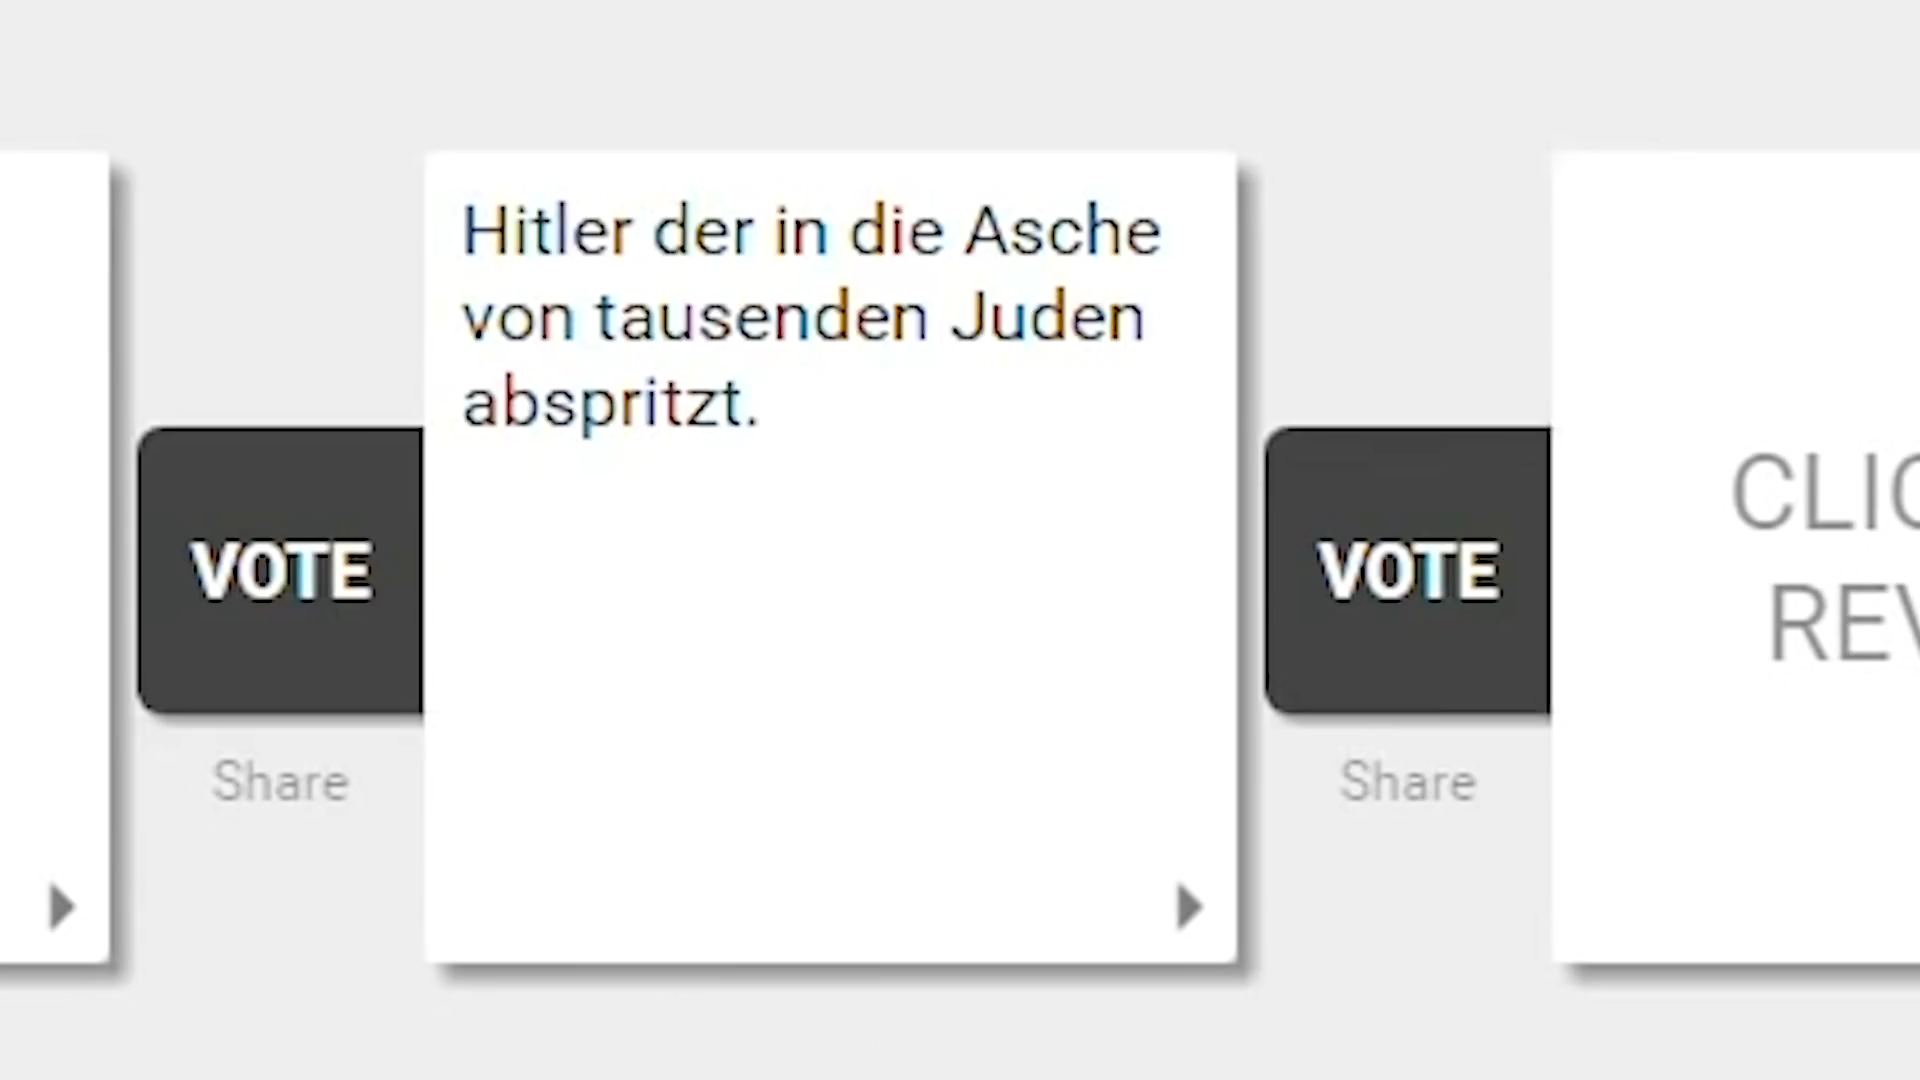 Hitler der in die Asche
von tausenden Juden
abspritzt.
VOTE
Share
VOTE
Share